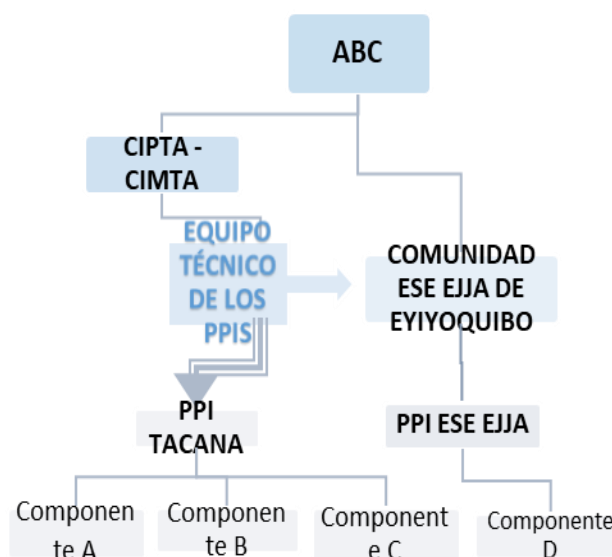 ABC
CIPTA -
CIMTA
EQUIPO
TÉCNICO
DE LOS
PPIS
COMUNIDAD
ESE EJJA DE
EYIYOQUIBO
PPI
TACANA
PPI ESE EJJA
Componen
te A
Componen
te B
Component
e C
Componente
D